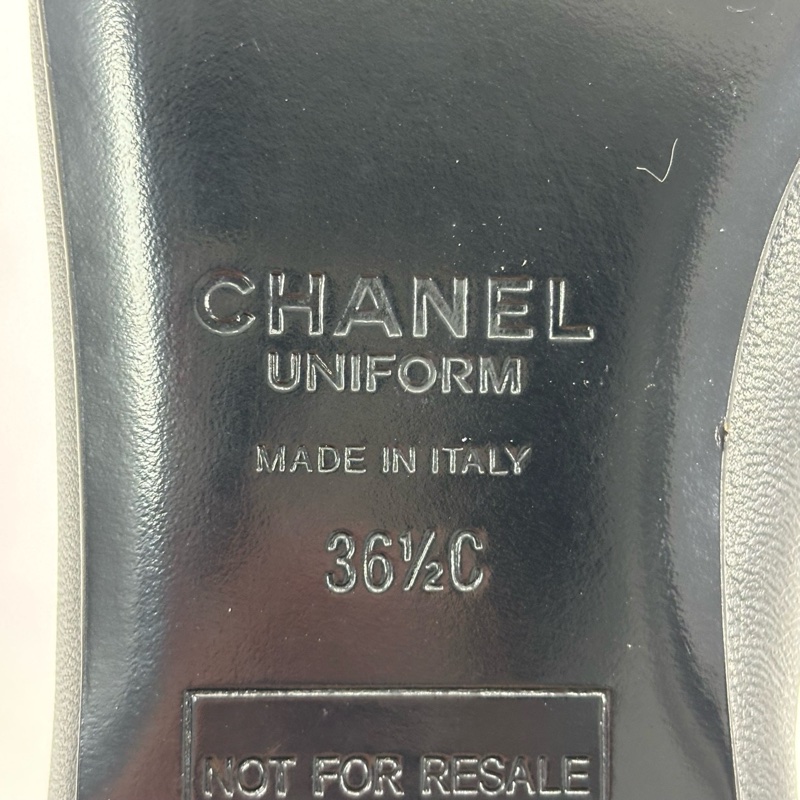 CHANEL
UNIFORM
MADE IN ITALY
36½C
NOT FOR RESALE